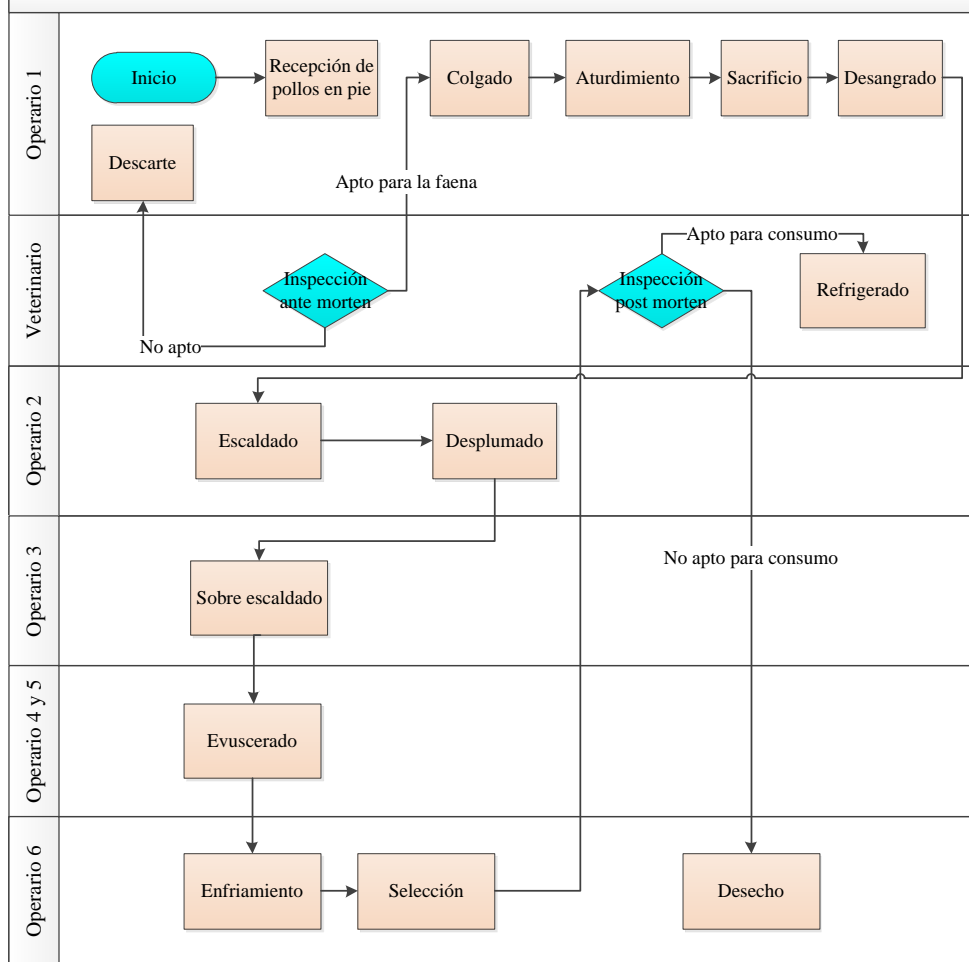 Operario 1
Inicio
Recepción de
pollos en pie
Colgado
Aturdimiento
Sacrificio
Desangrado
Descarte
Apto para la faena
Veterinario
Inspección
ante morten
No apto
Inspección
post morten
Apto para consumo
Refrigerado
Operario 2
Escaldado
Desplumado
Operario 3
Sobre escaldado
No apto para consumo
Operario 4 y 5
Evuscerado
Operario 6
Enfriamiento
Selección
Desecho